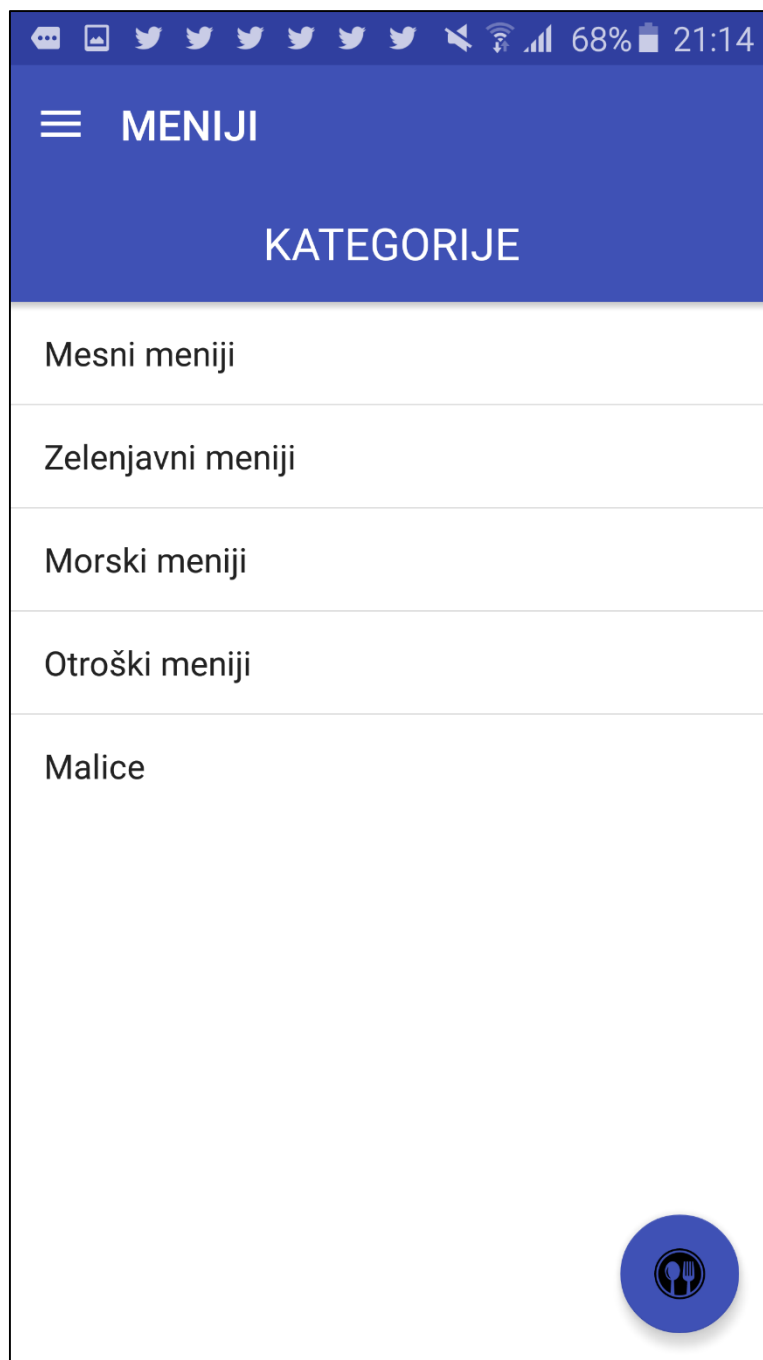 68% 21:14
MENIJI
KATEGORIJE
Mesni meniji
Zelenjavni meniji
Morski meniji
Otroški meniji
Malice